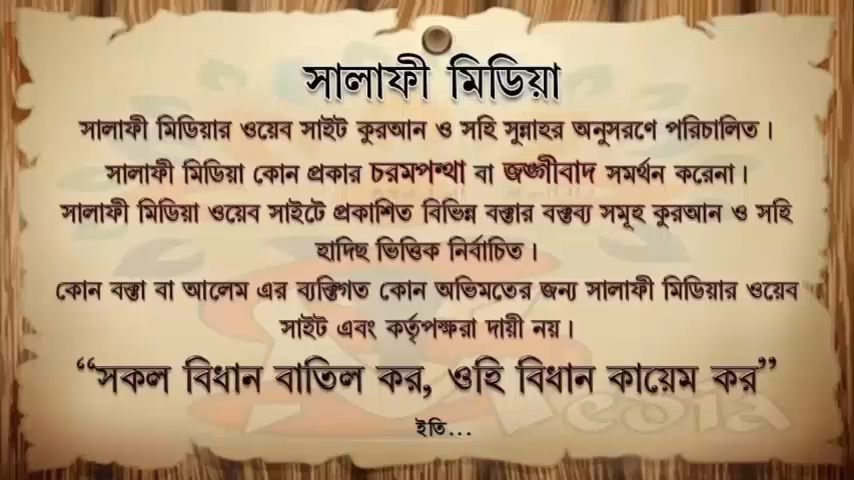 সালাফী মিডিয়া
সালাফী মিডিয়ার ওয়েব সাইট কুরআন ও সহি সুন্নাহর অনুসরণে পরিচালিত।
সালাফী মিডিয়া কোন প্রকার চরমপন্থা বা জঙ্গীবাদ সমর্থন করেনা।
সালাফী মিডিয়া ওয়েব সাইটে প্রকাশিত বিভিন্ন বক্তার বক্তব্য সমূহ কুরআন ও সহি
হাদিছ ভিত্তিক নির্বাচিত।
কোন বক্তা বা আলেম এর ব্যক্তিগত কোন অভিমতের জন্য সালাফী মিডিয়ার ওয়েব
সাইট এবং কর্তৃপক্ষরা দায়ী নয়।
“সকল বিধান বাতিল কর, ওহি বিধান কায়েম কর”
ইতি...